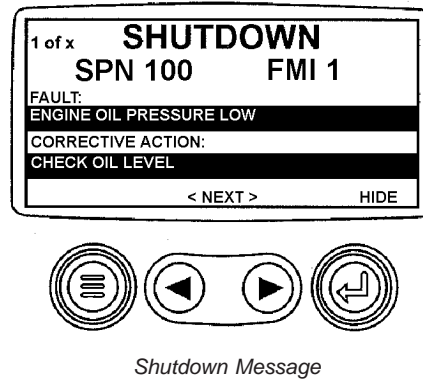 1 of x SHUTDOWN
SPN 100 FMI 1
FAULT:
ENGINE OIL PRESSURE LOW
CORRECTIVE ACTION:
CHECK OIL LEVEL
< NEXT > HIDE
Shutdown Message